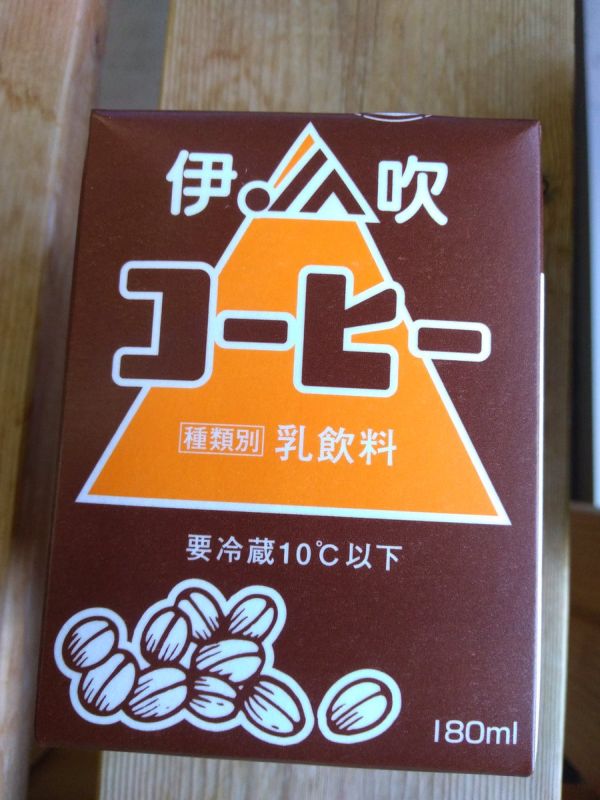 伊吹
コーヒー
種類別 乳飲料
要冷蔵10℃以下
180ml